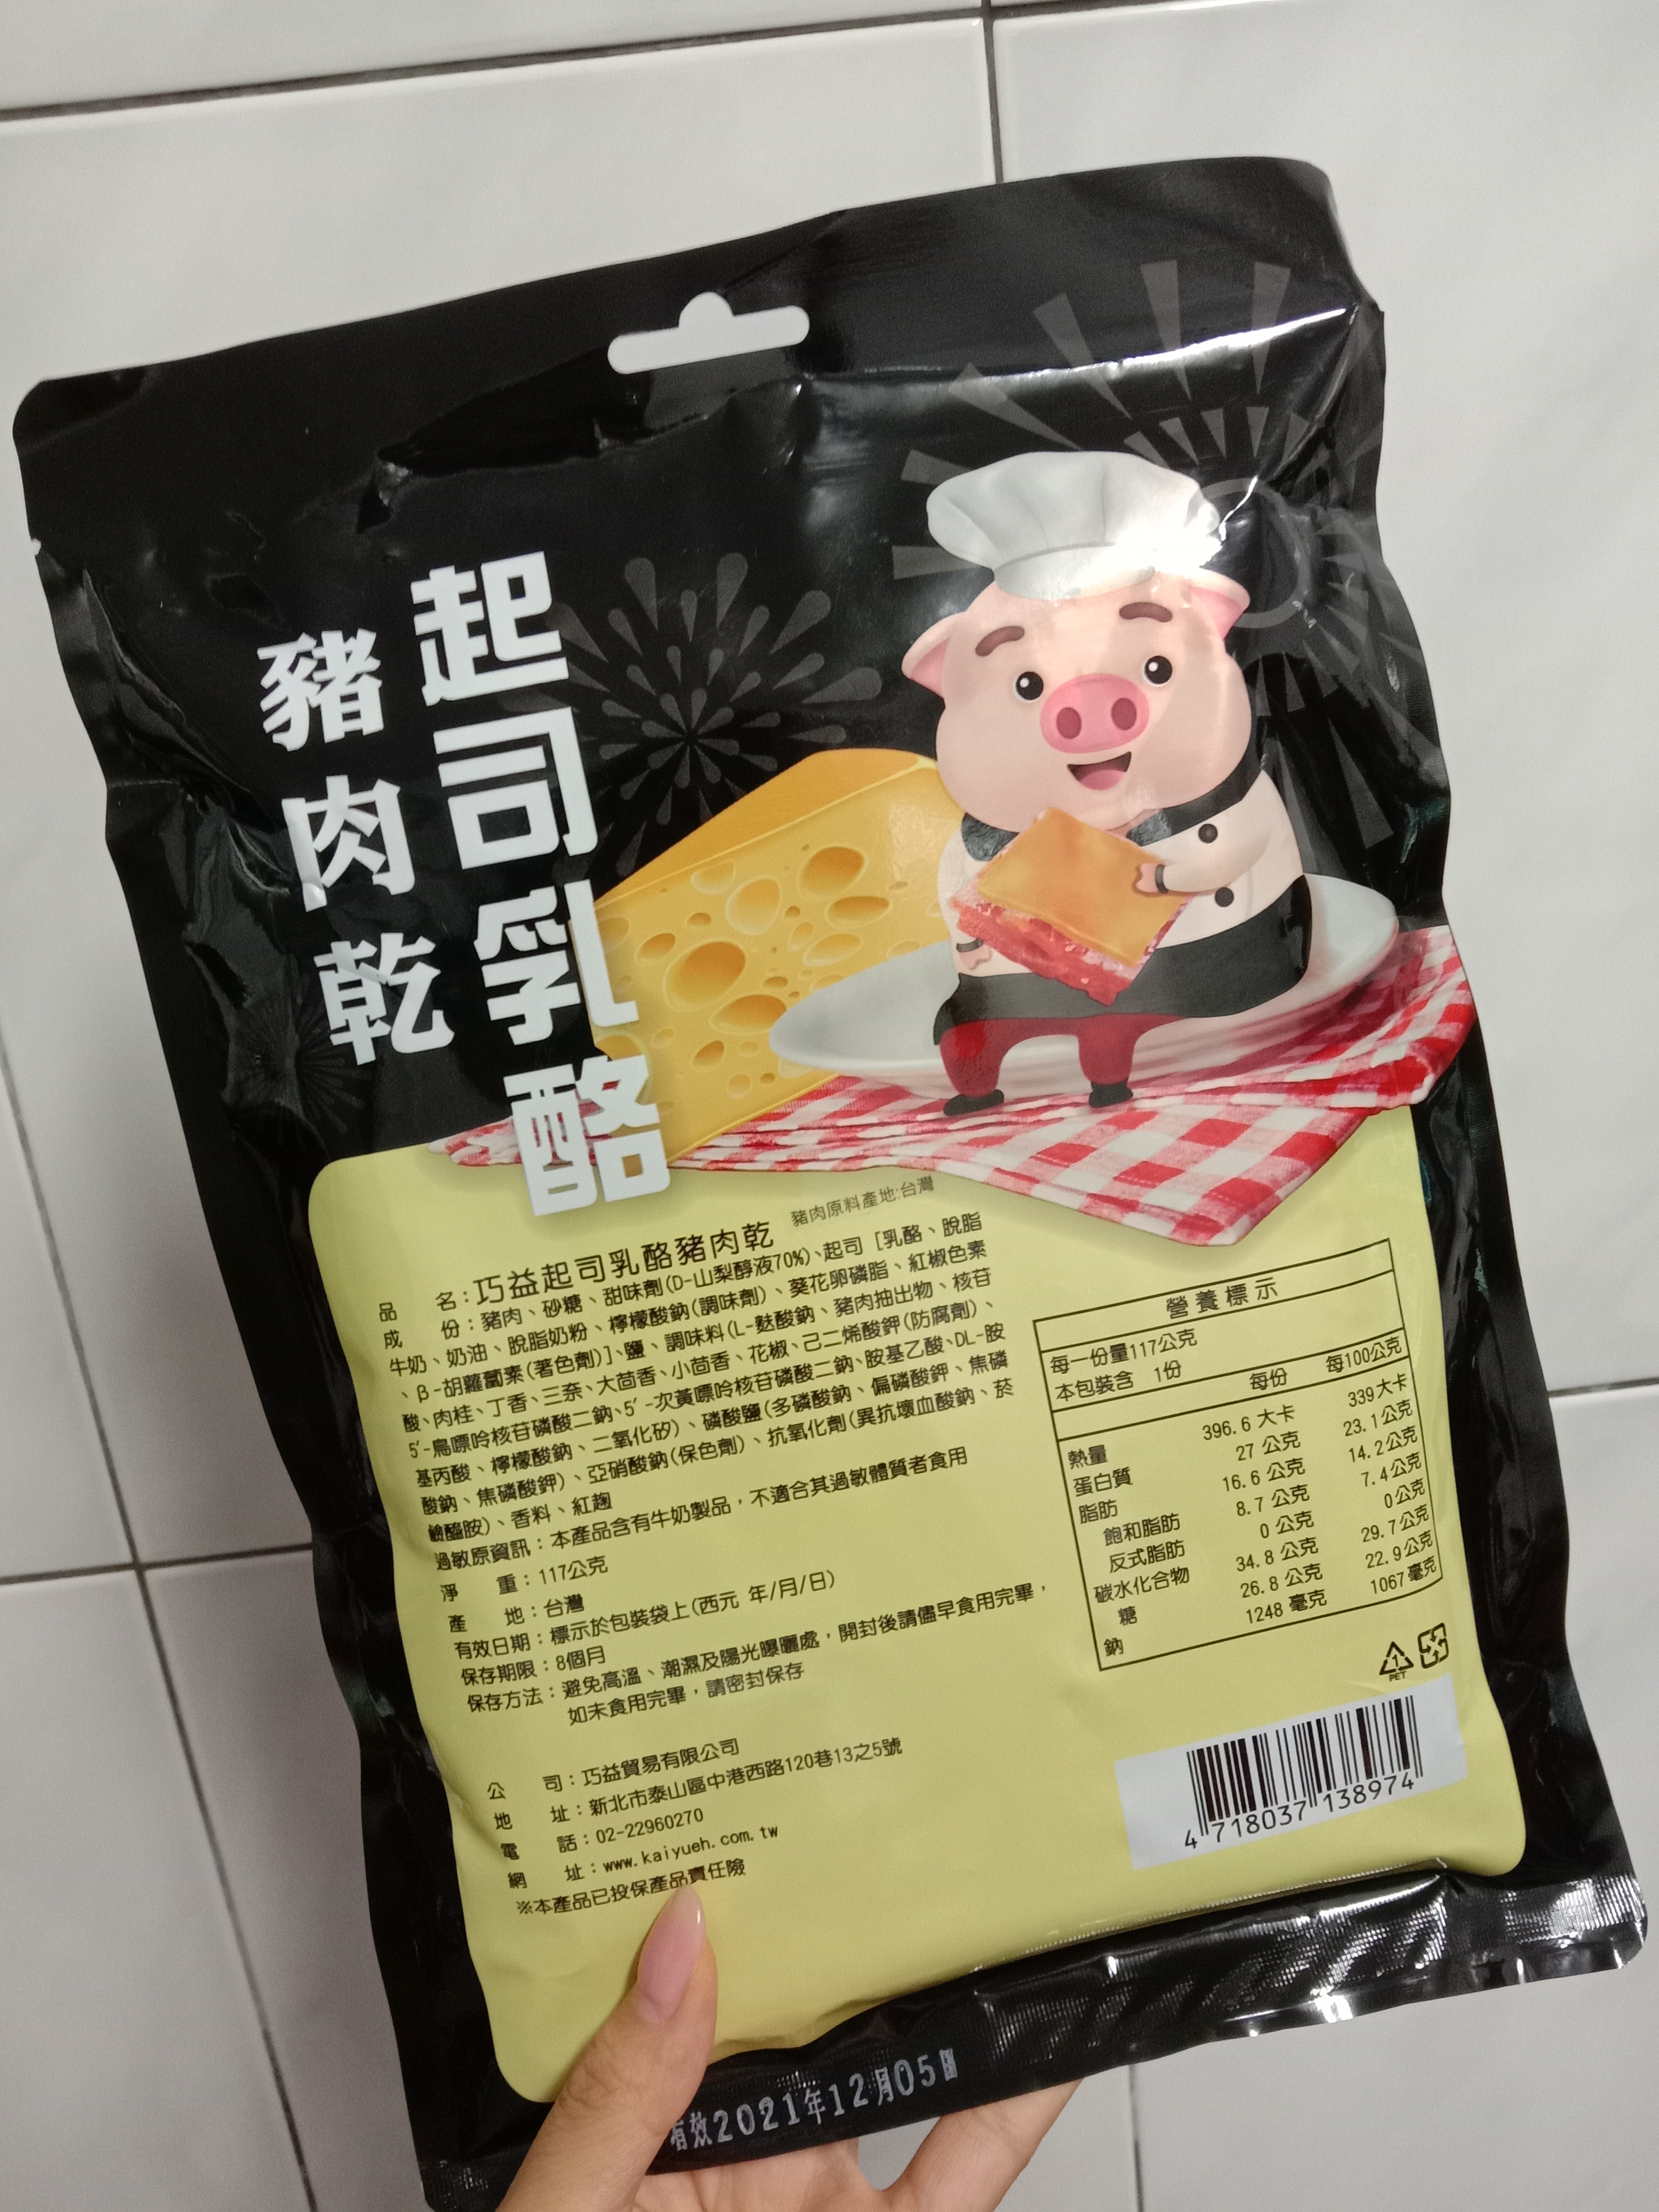 起司乳酪
豬肉乾
豬肉原料產地:台灣
品　　名：巧益起司乳酪豬肉乾
成　　份：豬肉、砂糖、甜味劑(D-山梨醇液70%)、起司 [乳酪、脫脂
牛奶、奶油、脫脂奶粉、檸檬酸鈉(調味劑)、葵花卵磷脂、紅椒色素
、β-胡蘿蔔素(著色劑)]、鹽、調味料(L-麩酸鈉、豬肉抽出物、核苷
酸、肉桂、丁香、三奈、大茴香、小茴香、花椒、己二烯酸鉀(防腐劑)、
5'-鳥嘌呤核苷磷酸二鈉、5'-次黃嘌呤核苷磷酸二鈉、胺基乙酸、DL-胺
基丙酸、檸檬酸鈉、二氧化矽)、磷酸鹽(多磷酸鈉、偏磷酸鉀、焦磷
酸鈉、焦磷酸鉀)、亞硝酸鈉(保色劑)、抗氧化劑(異抗壞血酸鈉、菸
鹼醯胺)、香料、紅麴
過敏原資訊：本產品含有牛奶製品，不適合其過敏體質者食用
淨　　重：117公克
產　　地：台灣
有效日期：標示於包裝袋上(西元 年/月/日)
保存期限：8個月
保存方法：避免高溫、潮濕及陽光曝曬處，開封後請儘早食用完畢，
如未食用完畢，請密封保存
公　　司：巧益貿易有限公司
地　　址：新北市泰山區中港西路120巷13之5號
電　　話：02-22960270
網　　址：www.kaiyueh.com.tw
※本產品已投保產品責任險
營養標示
每一份量117公克
本包裝含 1份
每份 每100公克
熱量 396.6 大卡 339大卡
蛋白質 27 公克 23.1公克
脂肪 16.6 公克 14.2公克
飽和脂肪 8.7 公克 7.4公克
反式脂肪 0 公克 0公克
碳水化合物 34.8 公克 29.7公克
糖 26.8 公克 22.9公克
鈉 1248 毫克 1067毫克
1
PET
4 718037 138974
有效2021年12月05日